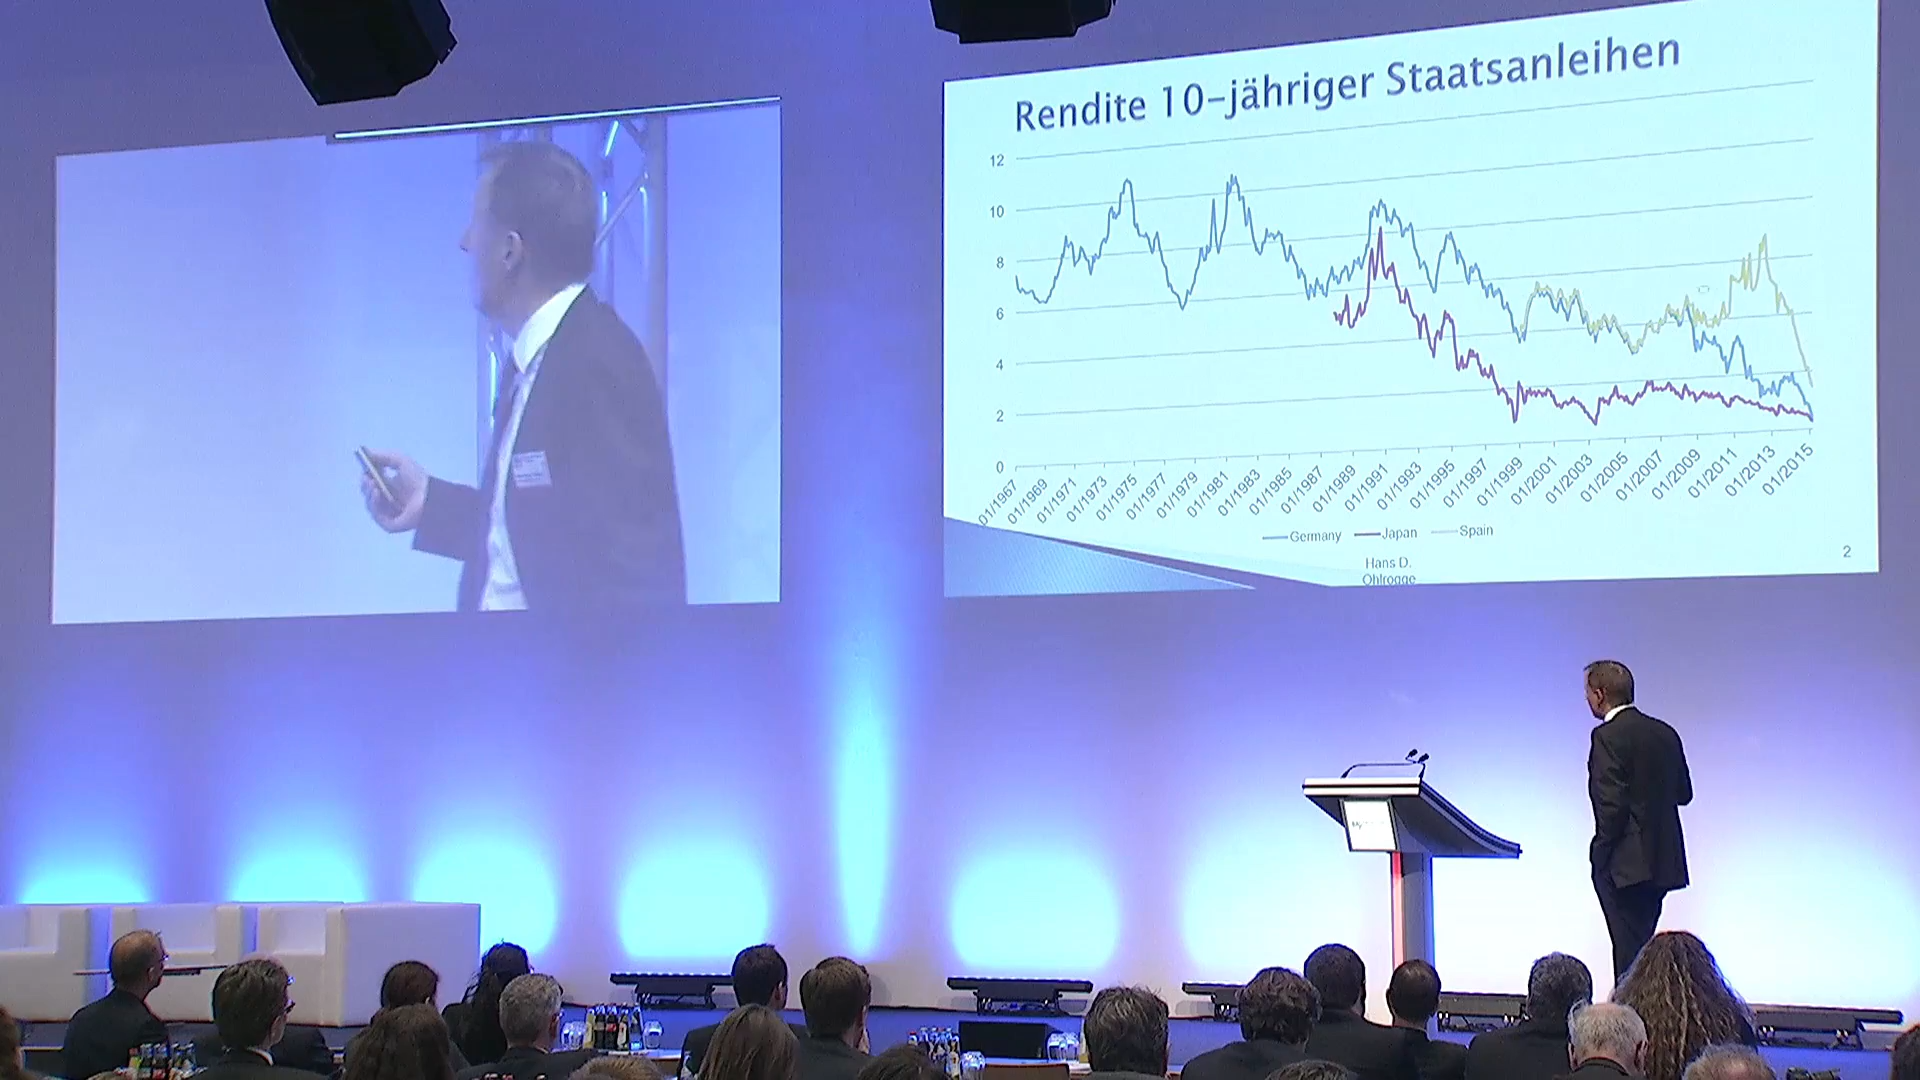 Rendite 10-jähriger Staatsanleihen
12
10
8
6
4
2
0
01/1967 01/1969 01/1971 01/1973 01/1975 01/1977 01/1979 01/1981 01/1983 01/1985 01/1987 01/1989 01/1991 01/1993 01/1995 01/1997 01/1999 01/2001 01/2003 01/2005 01/2007 01/2009 01/2011 01/2013 01/2015
Germany Japan Spain
Hans D.
Ohlrogge
2